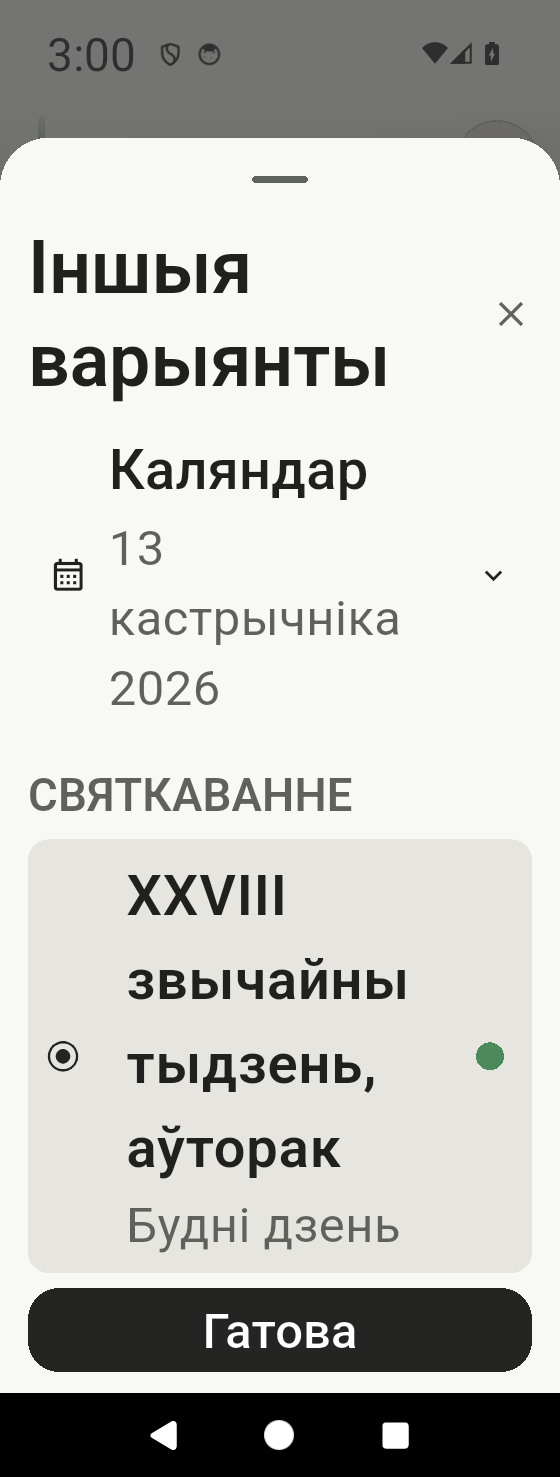 3:00
Іншыя
варыянты
Каляндар
13
кастрычніка
2026
СВЯТКАВАННЕ
XXVIII
звычайны
тыдзень,
аўторак
Будні дзень
Гатова